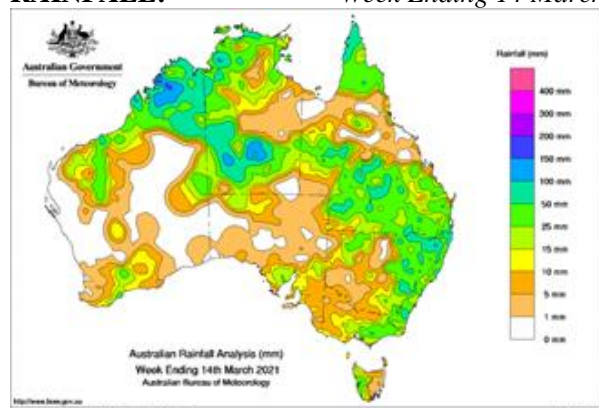 RAINFALL:
Week Ending 14 March
Australian Government
Bureau of Meteorology
Rainfall (mm)
400 mm
300 mm
200 mm
150 mm
100 mm
50 mm
25 mm
15 mm
10 mm
5 mm
1 mm
0 mm
Australian Rainfall Analysis (mm)
Week Ending 14th March 2021
Australian Bureau of Meteorology
http://www.bom.gov.au